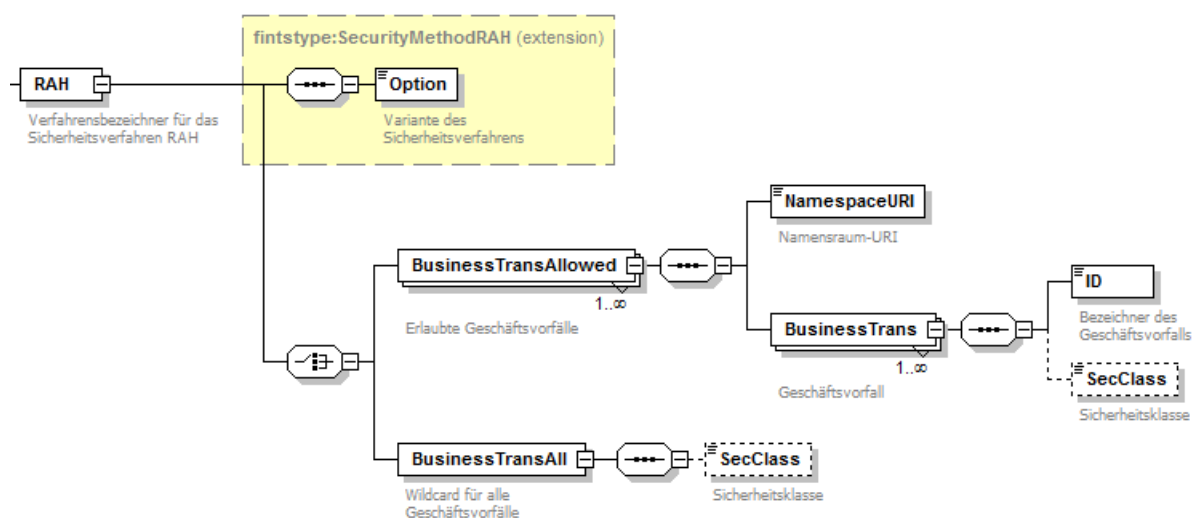 fintstype:SecurityMethodRAH (extension)
RAH
Option
Verfahrensbezeichner für das
Sicherheitsverfahren RAH
Variante des
Sicherheitsverfahrens
NamespaceURI
Namensraum-URI
BusinessTransAllowed
1..∞
Erlaubte Geschäftsvorfälle
BusinessTrans
1..∞
Geschäftsvorfall
ID
Bezeichner des
Geschäftsvorfalls
SecClass
Sicherheitsklasse
BusinessTransAll
Wildcard für alle
Geschäftsvorfälle
SecClass
Sicherheitsklasse